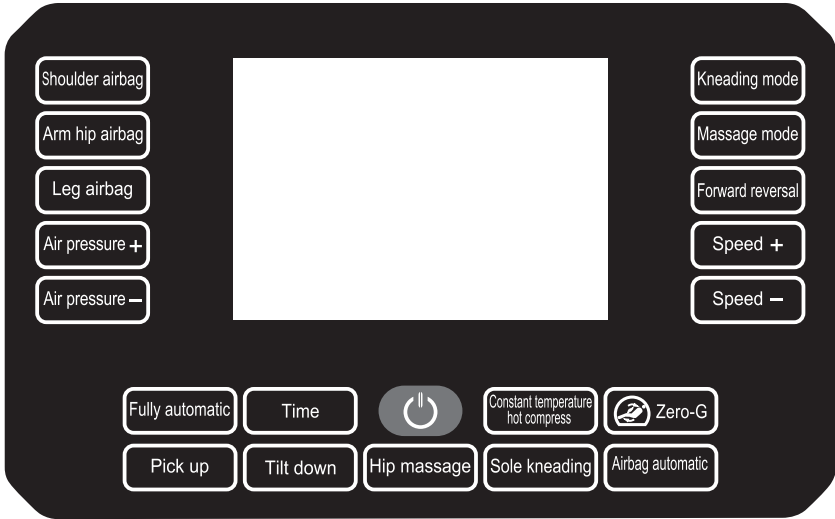 Shoulder airbag
Arm hip airbag
Leg airbag
Air pressure +
Air pressure −
Kneading mode
Massage mode
Forward reversal
Speed +
Speed −
Fully automatic
Time
Constant temperature
hot compress
Zero-G
Pick up
Tilt down
Hip massage
Sole kneading
Airbag automatic